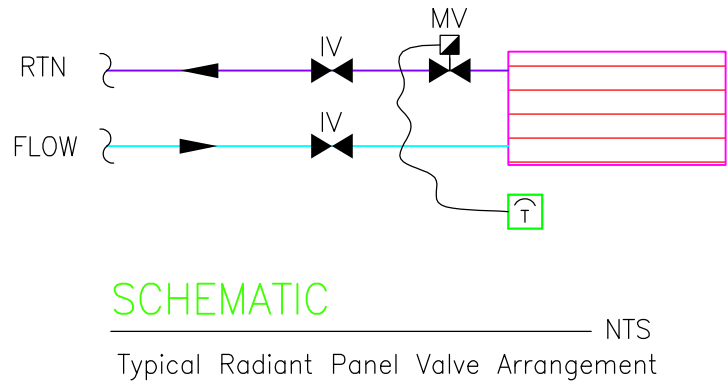 MV
IV
RTN
IV
FLOW
T
SCHEMATIC
NTS
Typical Radiant Panel Valve Arrangement